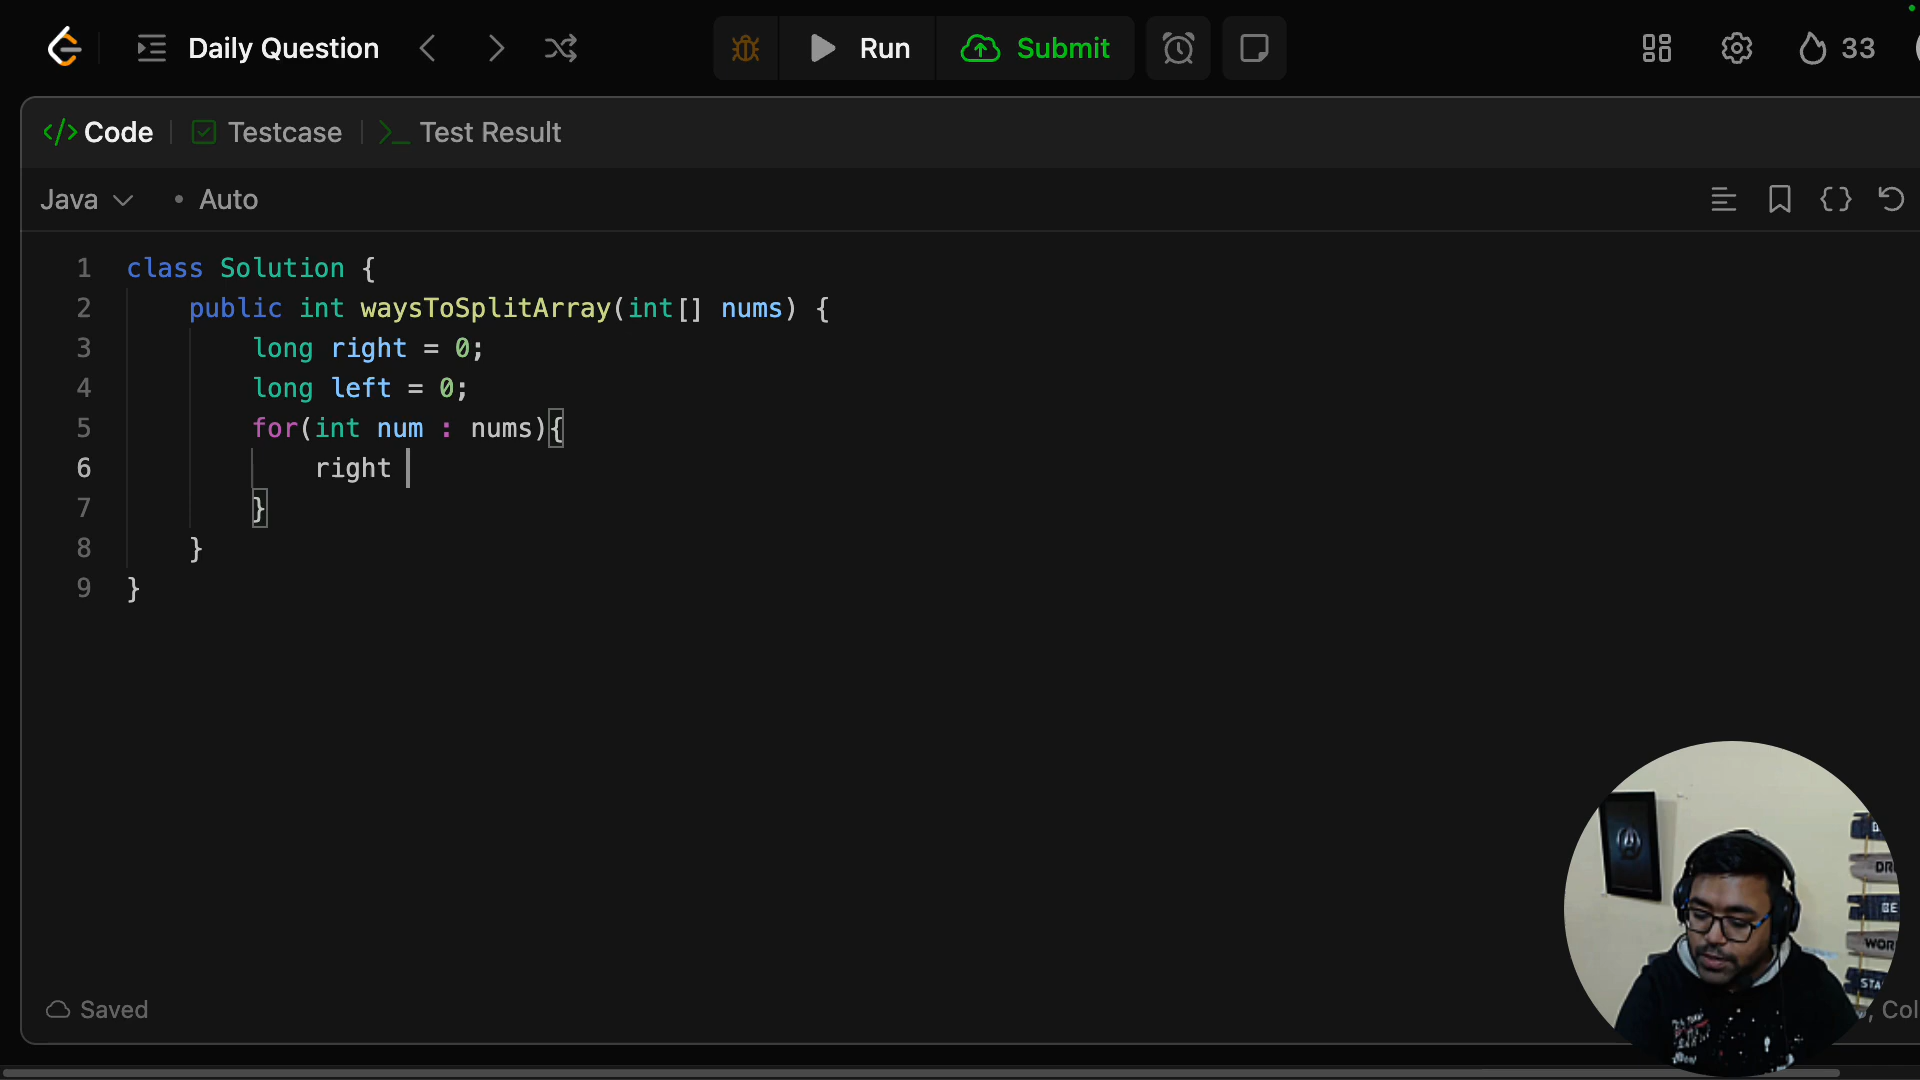 Daily Question
Run
Submit
33
</> Code
Testcase
>_ Test Result
Java
• Auto
1 class Solution {
2 public int waysToSplitArray(int[] nums) {
3 long right = 0;
4 long left = 0;
5 for(int num : nums){
6 right
7 }
8 }
9 }
WOR
Saved
, Col